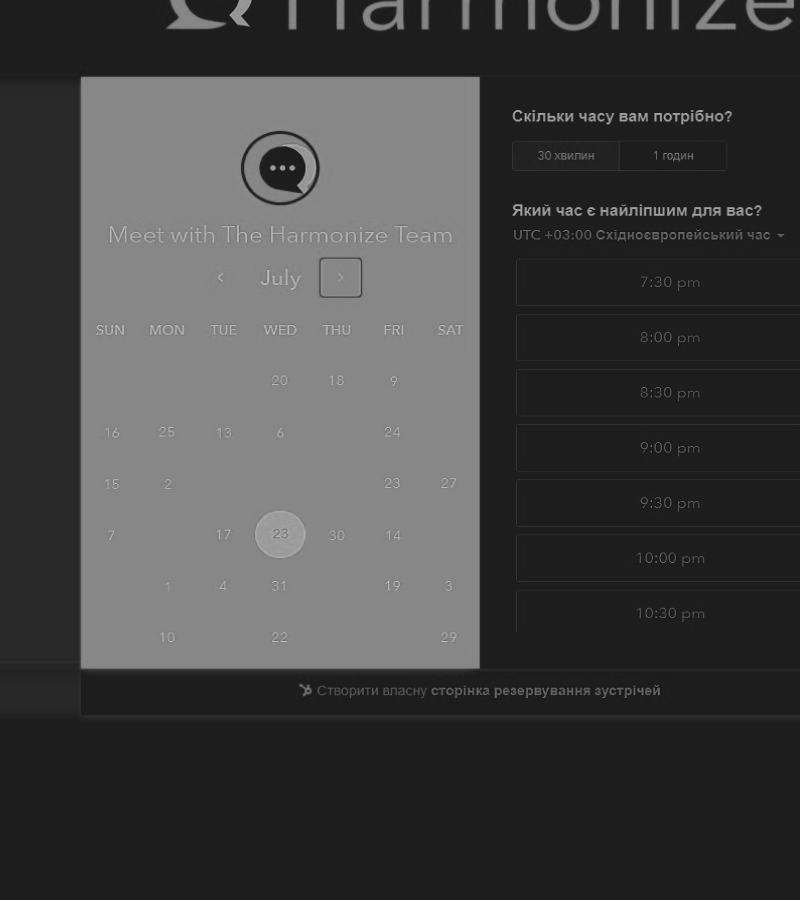 Harmonize
Meet with The Harmonize Team
July
SUN MON TUE WED THU FRI SAT
20 18 9
16 25 13 6 24
15 2 23 27
7 17 23 30 14
1 4 31 19 3
10 22 29
Скільки часу вам потрібно?
30 хвилин 1 годин
Який час є найліпшим для вас?
UTC +03:00 Східноєвропейський час
7:30 pm
8:00 pm
8:30 pm
9:00 pm
9:30 pm
10:00 pm
10:30 pm
Створити власну сторінка резервування зустрічей